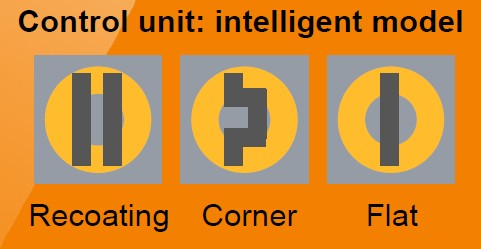 Control unit: intelligent model
Recoating
Corner
Flat